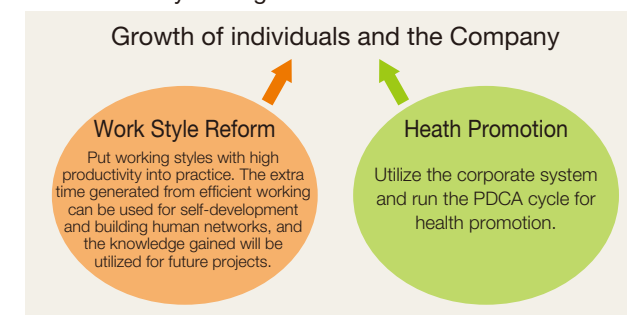 Growth of individuals and the Company
Work Style Reform
Put working styles with high
productivity into practice. The extra
time generated from efficient working
can be used for self-development
and building human networks, and
the knowledge gained will be
utilized for future projects.
Heath Promotion
Utilize the corporate system
and run the PDCA cycle for
health promotion.